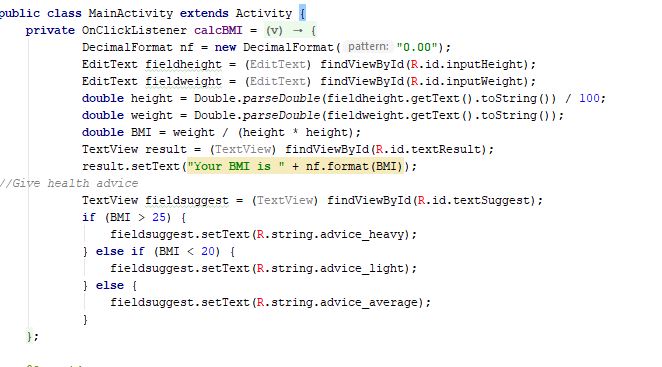 public class MainActivity extends Activity {
    private OnClickListener calcBMI = (v) → {
            DecimalFormat nf = new DecimalFormat( pattern: "0.00");
            EditText fieldheight = (EditText) findViewById(R.id.inputHeight);
            EditText fieldweight = (EditText) findViewById(R.id.inputWeight);
            double height = Double.parseDouble(fieldheight.getText().toString()) / 100;
            double weight = Double.parseDouble(fieldweight.getText().toString());
            double BMI = weight / (height * height);
            TextView result = (TextView) findViewById(R.id.textResult);
            result.setText("Your BMI is " + nf.format(BMI));
//Give health advice
            TextView fieldsuggest = (TextView) findViewById(R.id.textSuggest);
            if (BMI > 25) {
                fieldsuggest.setText(R.string.advice_heavy);
            } else if (BMI < 20) {
                fieldsuggest.setText(R.string.advice_light);
            } else {
                fieldsuggest.setText(R.string.advice_average);
            }
    };